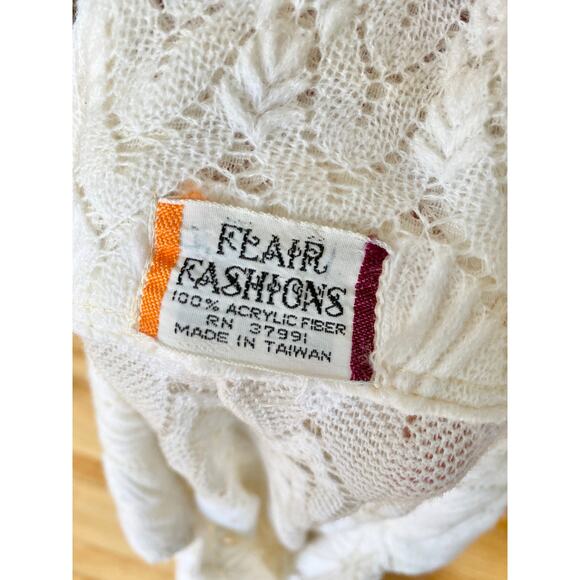 FLAIR
FASHIONS
100% ACRYLIC FIBER
RN 37991
MADE IN TAIWAN